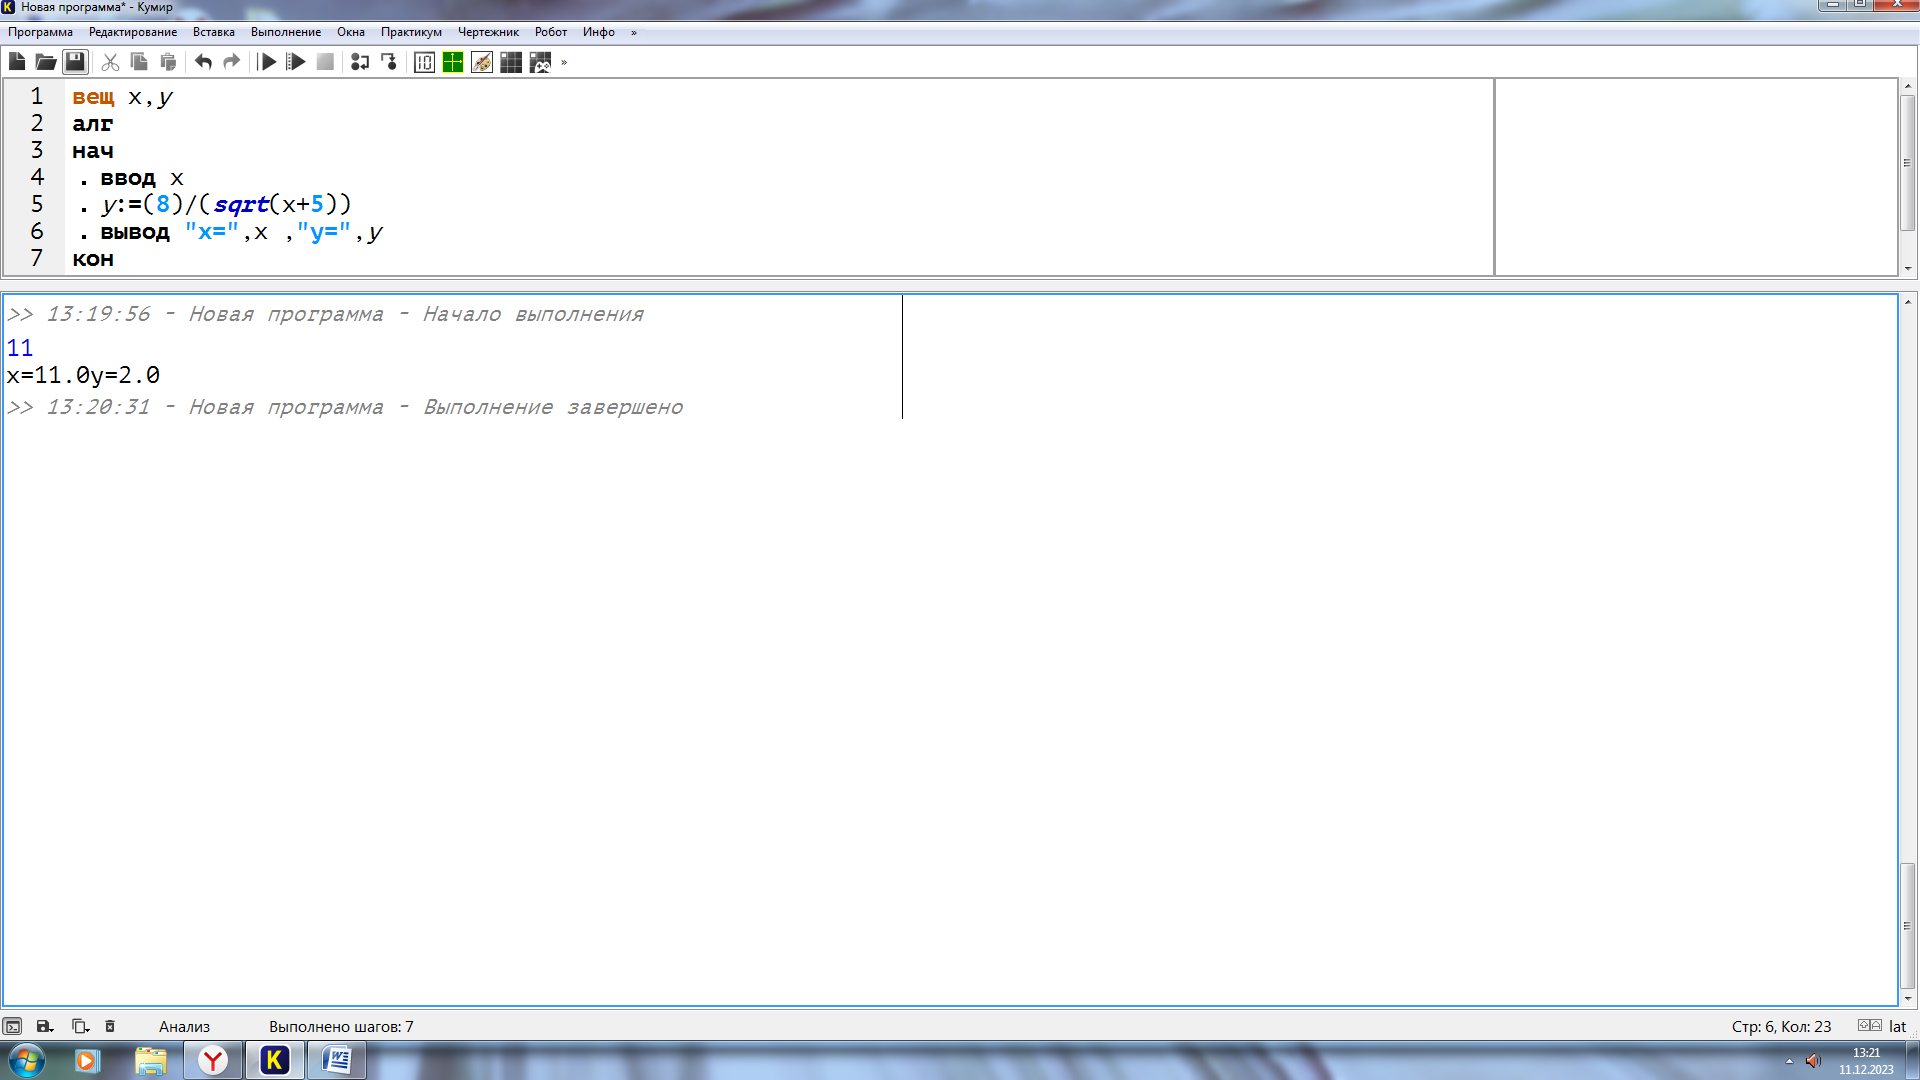 Новая программа* - Кумир
Программа Редактирование Вставка Выполнение Окна Практикум Чертежник Робот Инфо »
»
1 вещ x,y
2 алг
3 нач
4 . ввод x
5 . y:=(8)/(sqrt(x+5))
6 . вывод "x=",x ,"y=",y
7 кон
>> 13:19:56 - Новая программа - Начало выполнения
11
x=11.0y=2.0
>> 13:20:31 - Новая программа - Выполнение завершено
Анализ Выполнено шагов: 7 Стр: 6, Кол: 23 lat
13:21
11.12.2023